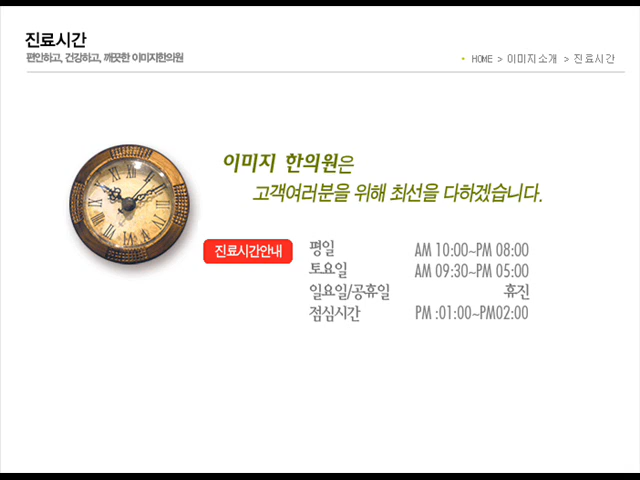 진료시간
편안하고, 건강하고, 깨끗한 이미지한의원
HOME > 이미지소개 > 진료시간
이미지 한의원은
고객여러분을 위해 최선을 다하겠습니다.
진료시간안내
평일 AM 10:00~PM 08:00
토요일 AM 09:30~PM 05:00
일요일/공휴일 휴진
점심시간 PM :01:00~PM02:00